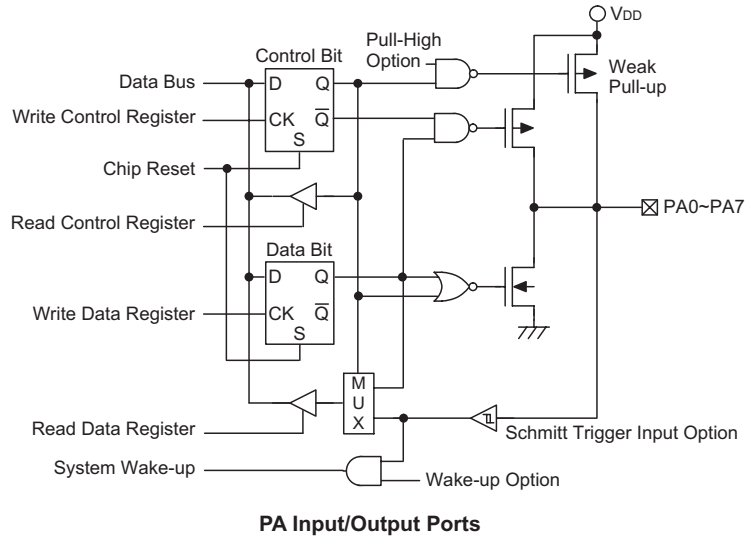 VDD
Control Bit
Pull-High
Option
Weak
Pull-up
Data Bus
D
Q
Write Control Register
CK
Q̅
S
Chip Reset
Read Control Register
PA0~PA7
Data Bit
D
Q
Write Data Register
CK
Q̅
S
M
U
X
Read Data Register
Schmitt Trigger Input Option
System Wake-up
Wake-up Option
PA Input/Output Ports